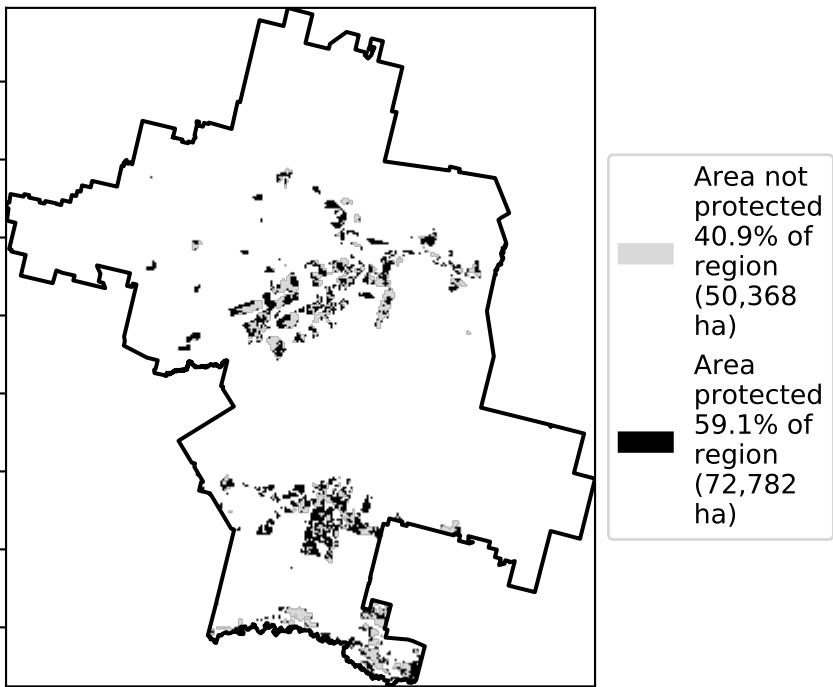 Area not
protected
40.9% of
region
(50,368
ha)
Area
protected
59.1% of
region
(72,782
ha)